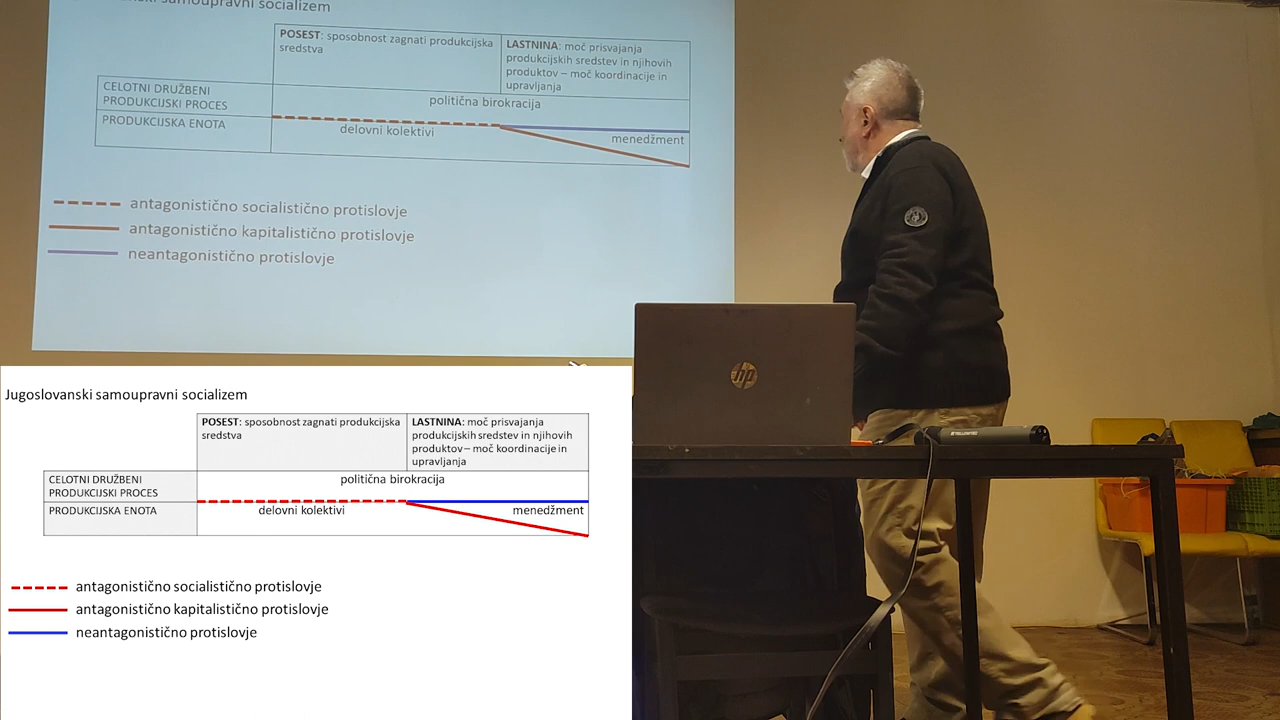 samoupravni socializem
POSEST: sposobnost zagnati produkcijska
sredstva
LASTNINA: moč prisvajanja
produkcijskih sredstev in njihovih
produktov – moč koordinacije in
upravljanja
CELOTNI DRUŽBENI
PRODUKCIJSKI PROCES
politična birokracija
PRODUKCIJSKA ENOTA
delovni kolektivi
menedžment
antagonistično socialistično protislovje
antagonistično kapitalistično protislovje
neantagonistično protislovje
hp
Jugoslovanski samoupravni socializem
POSEST: sposobnost zagnati produkcijska
sredstva
LASTNINA: moč prisvajanja
produkcijskih sredstev in njihovih
produktov – moč koordinacije in
upravljanja
CELOTNI DRUŽBENI
PRODUKCIJSKI PROCES
politična birokracija
PRODUKCIJSKA ENOTA
delovni kolektivi
menedžment
antagonistično socialistično protislovje
antagonistično kapitalistično protislovje
neantagonistično protislovje